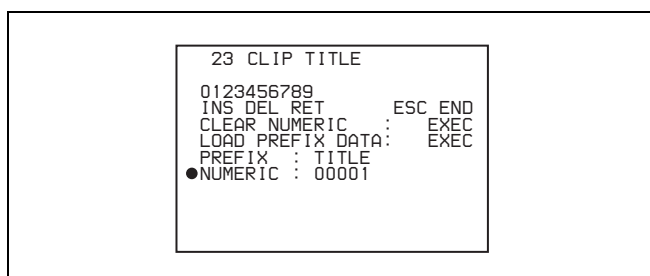 23 CLIP TITLE
0123456789
INS DEL RET ESC END
CLEAR NUMERIC : EXEC
LOAD PREFIX DATA: EXEC
PREFIX : TITLE
●NUMERIC : 00001